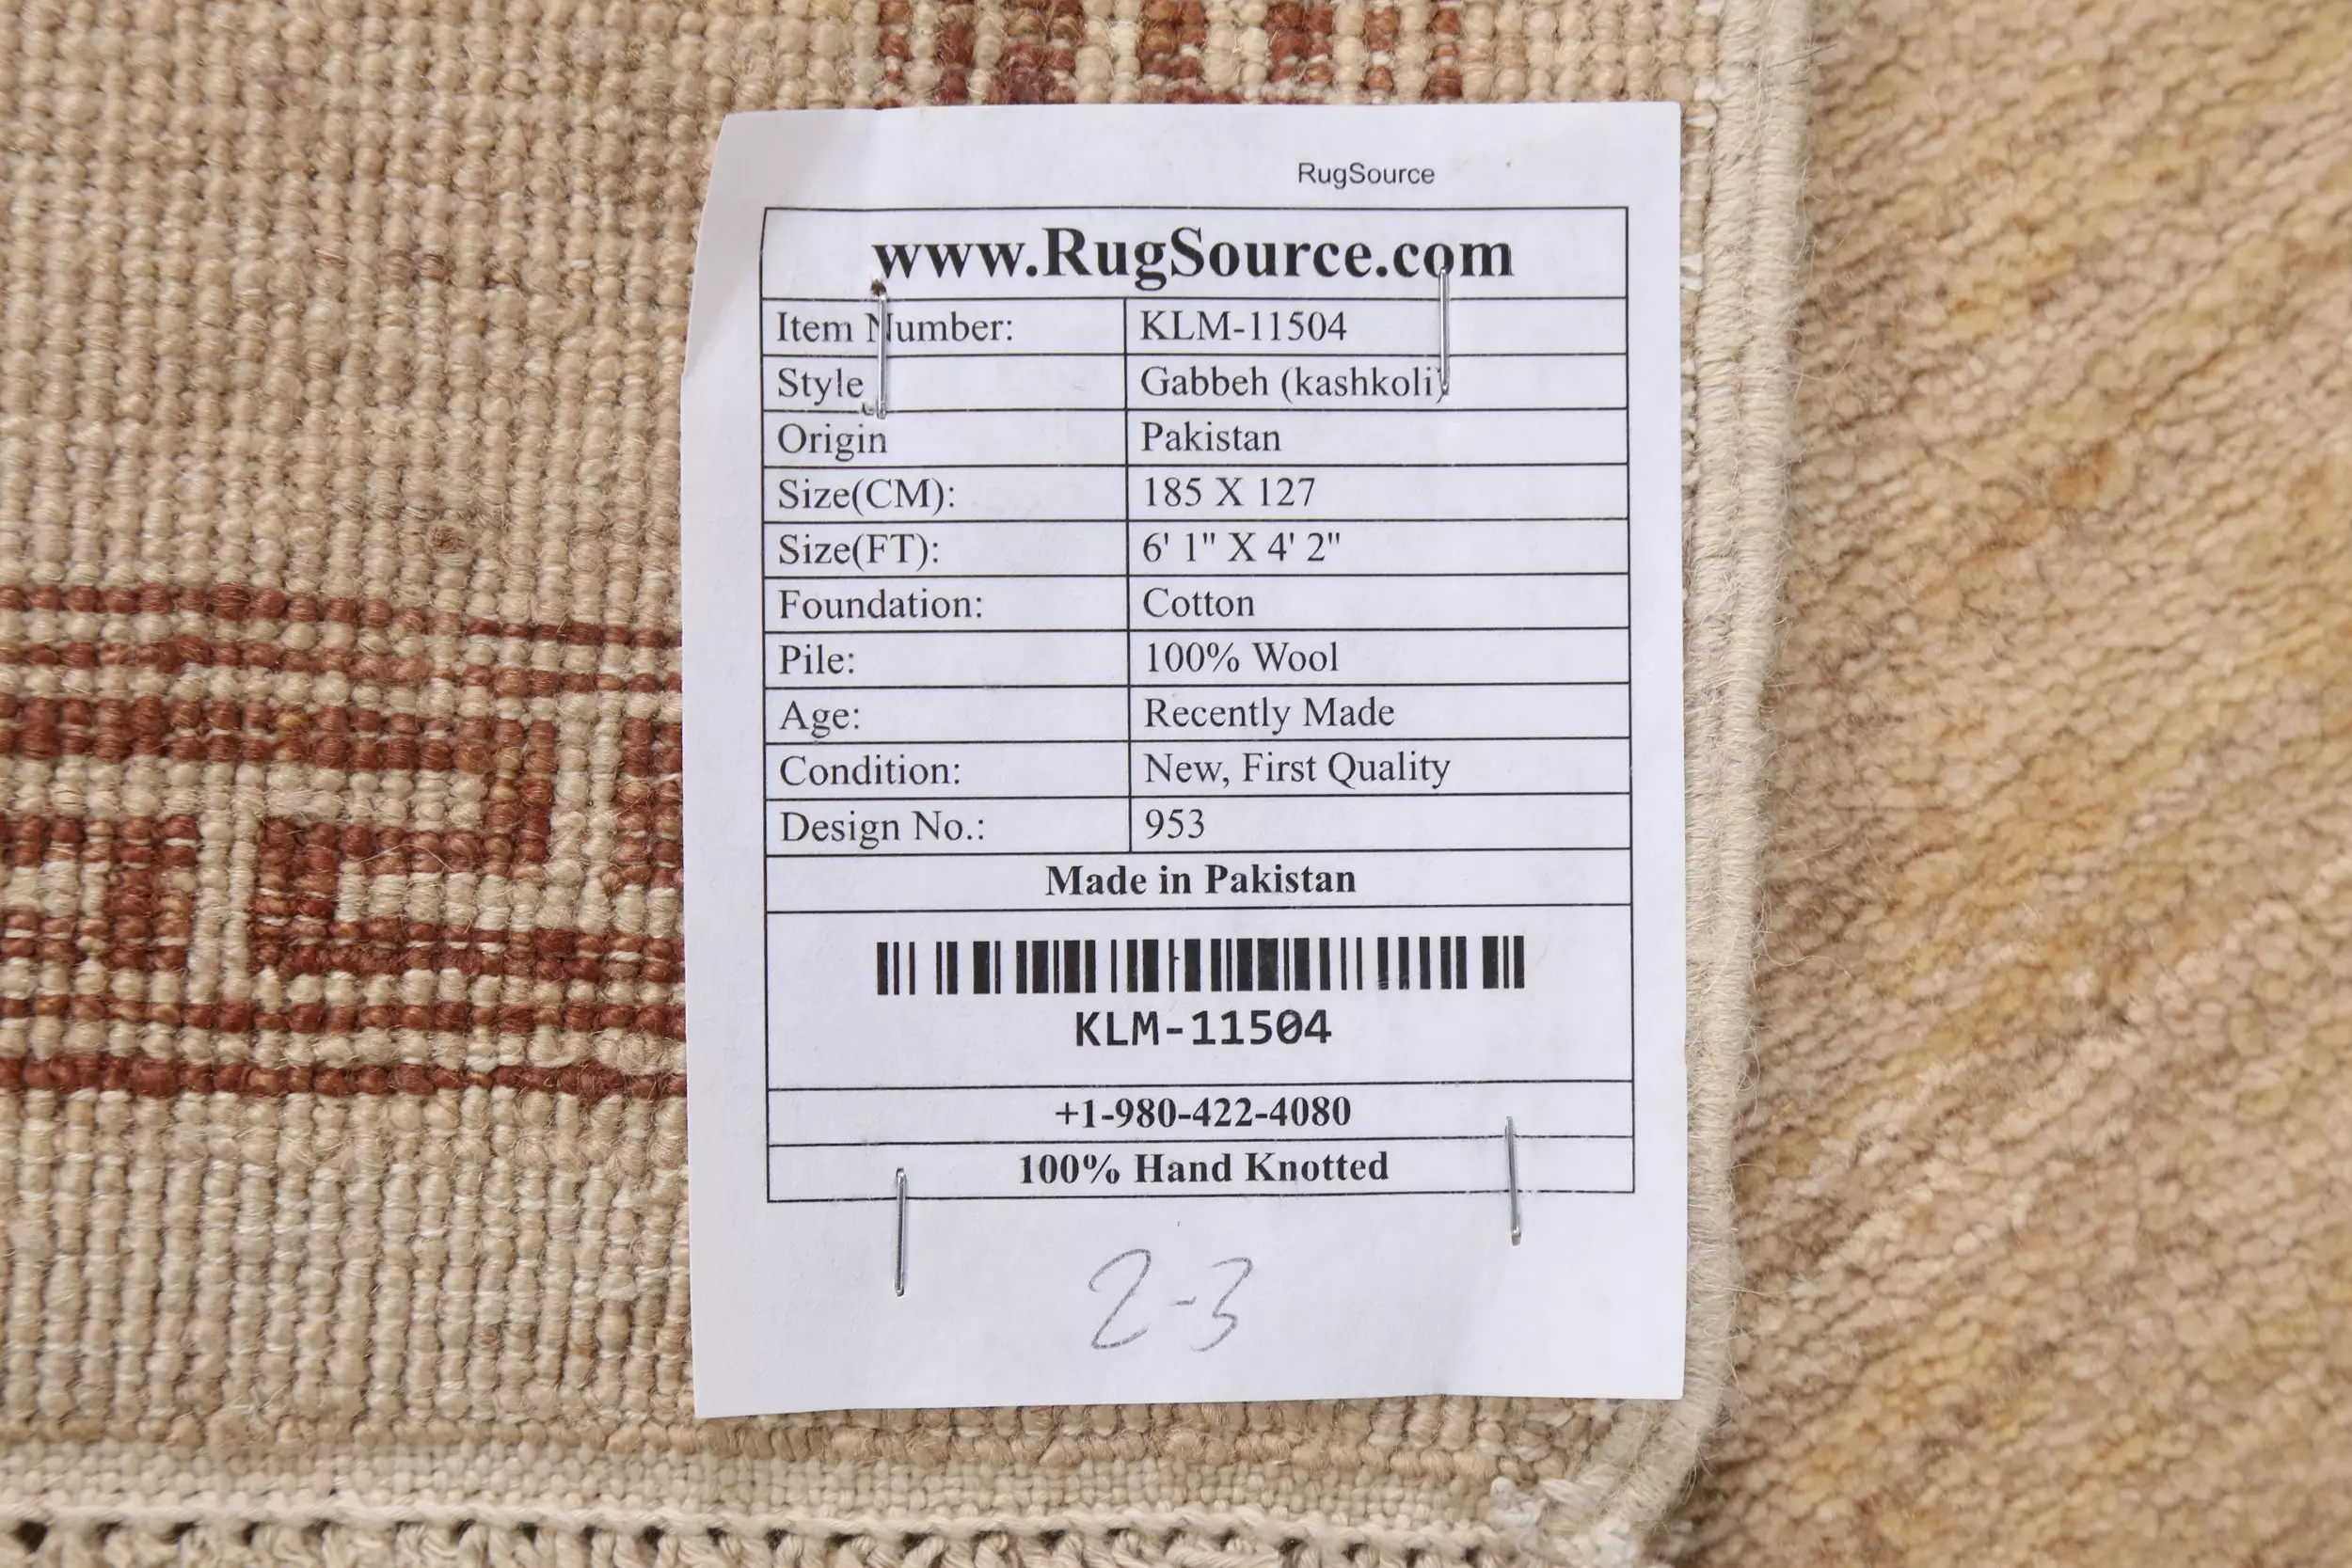 RugSource
www.RugSource.com
Item Number: KLM-11504
Style Gabbeh (kashkoli)
Origin Pakistan
Size(CM): 185 X 127
Size(FT): 6' 1" X 4' 2"
Foundation: Cotton
Pile: 100% Wool
Age: Recently Made
Condition: New, First Quality
Design No.: 953
Made in Pakistan
KLM-11504
+1-980-422-4080
100% Hand Knotted
2-3